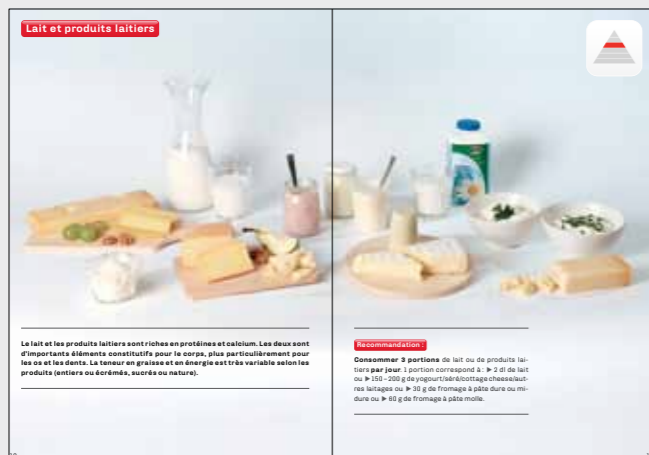 Lait et produits laitiers
Le lait et les produits laitiers sont riches en protéines et calcium. Les deux sont
d'importants éléments constitutifs pour le corps, plus particulièrement pour
les os et les dents. La teneur en graisse et en énergie est très variable selon les
produits (entiers ou écrémés, sucrés ou nature).
Recommandation :
Consommer 3 portions de lait ou de produits lai-
tiers par jour. 1 portion correspond à : ▶ 2 dl de lait
ou ▶ 150 – 200 g de yogourt/séré/cottage cheese/aut-
res laitages ou ▶ 30 g de fromage à pâte dure ou mi-
dure ou ▶ 60 g de fromage à pâte molle.